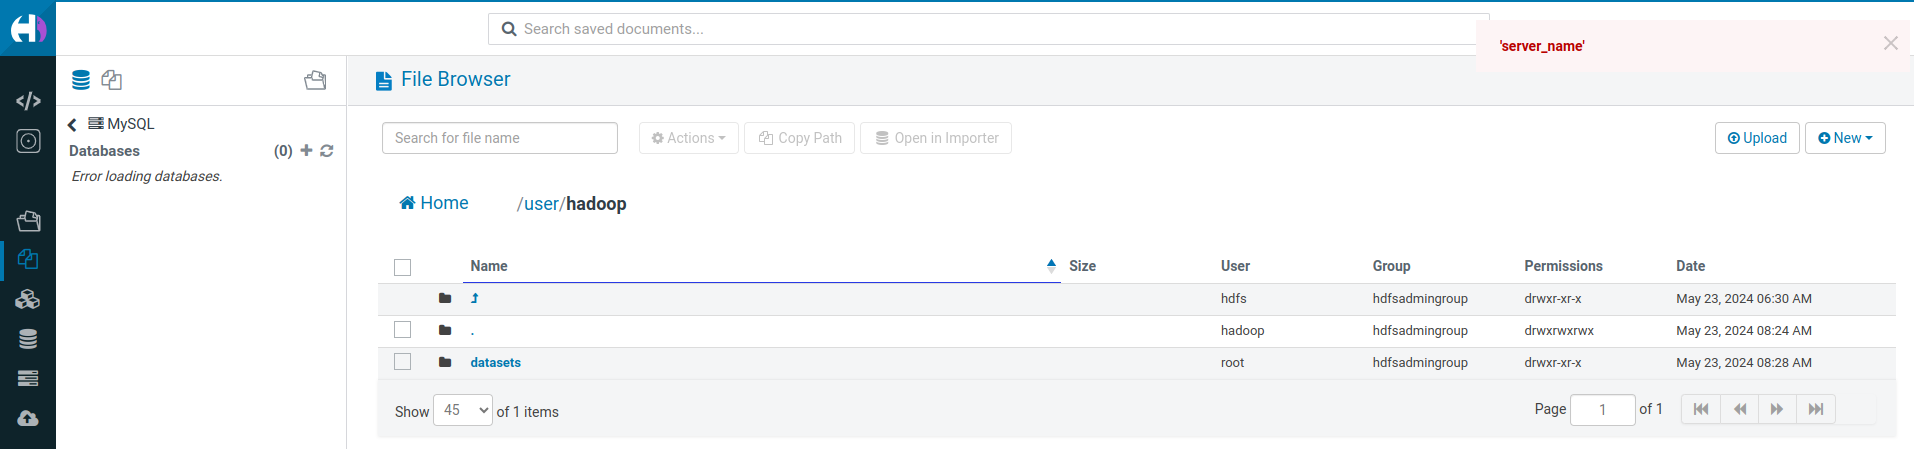 Search saved documents...
'server_name'
File Browser
MySQL
Databases (0)
Error loading databases.
Search for file name
Actions
Copy Path
Open in Importer
Upload
New
Home
/user/hadoop
Name Size User Group Permissions Date
hdfs hdfsadmingroup drwxr-xr-x May 23, 2024 06:30 AM
. hadoop hdfsadmingroup drwxrwxrwx May 23, 2024 08:24 AM
datasets root hdfsadmingroup drwxr-xr-x May 23, 2024 08:28 AM
Show 45 of 1 items
Page 1 of 1